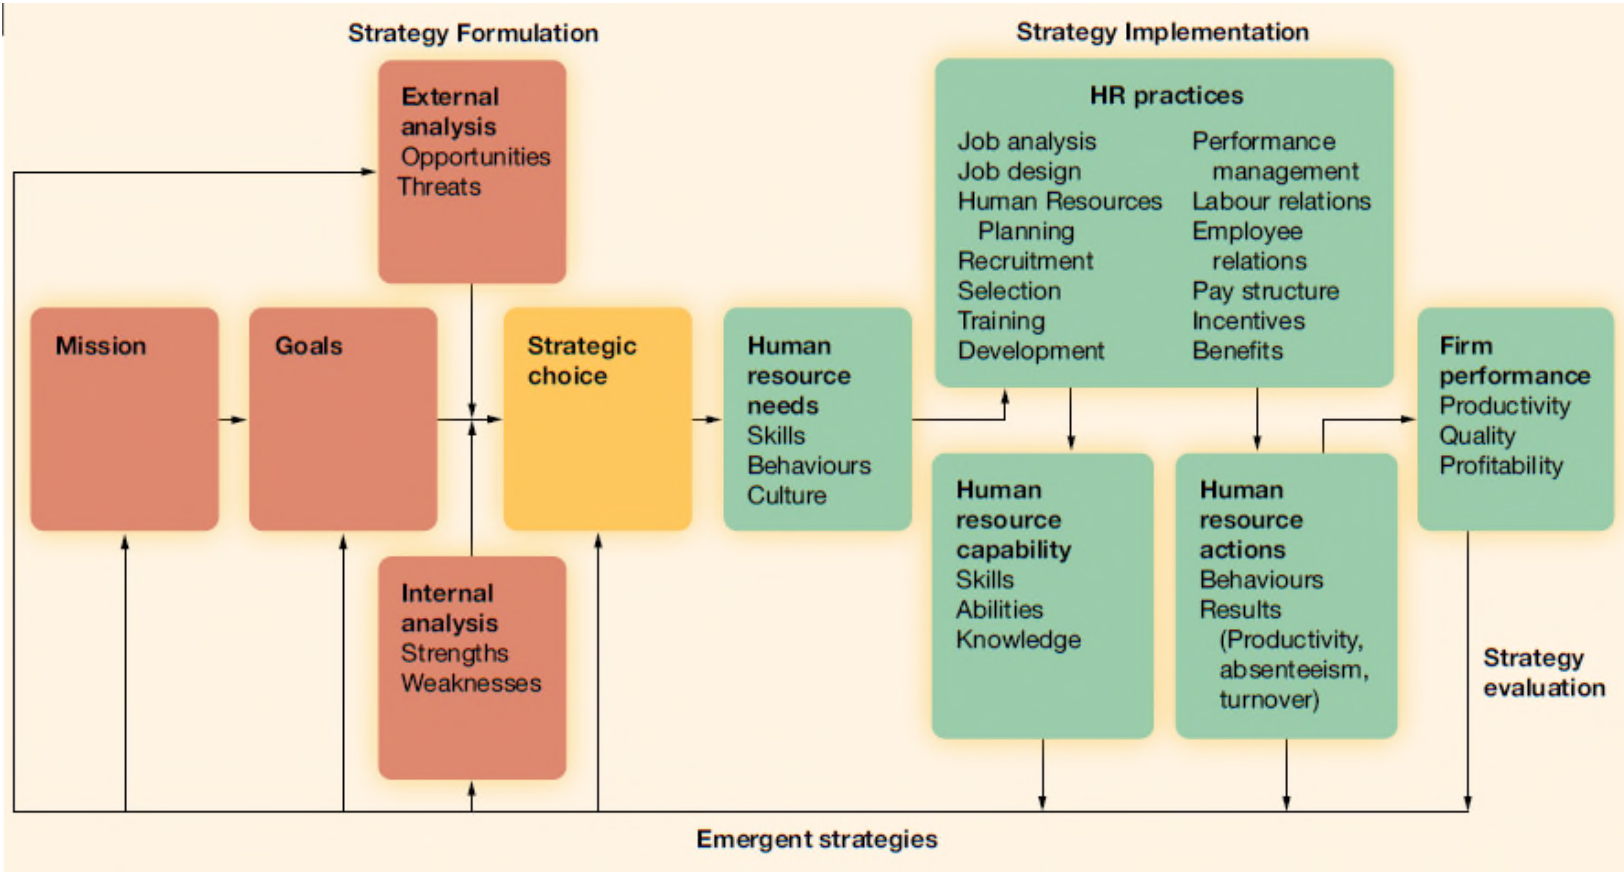 Strategy Formulation
Strategy Implementation
External
analysis
Opportunities
Threats
Mission
Goals
Internal
analysis
Strengths
Weaknesses
Strategic
choice
Human
resource
needs
Skills
Behaviours
Culture
HR practices
Job analysis
Job design
Human Resources
Planning
Recruitment
Selection
Training
Development
Performance
management
Labour relations
Employee
relations
Pay structure
Incentives
Benefits
Human
resource
capability
Skills
Abilities
Knowledge
Human
resource
actions
Behaviours
Results
(Productivity,
absenteeism,
turnover)
Firm
performance
Productivity
Quality
Profitability
Strategy
evaluation
Emergent strategies